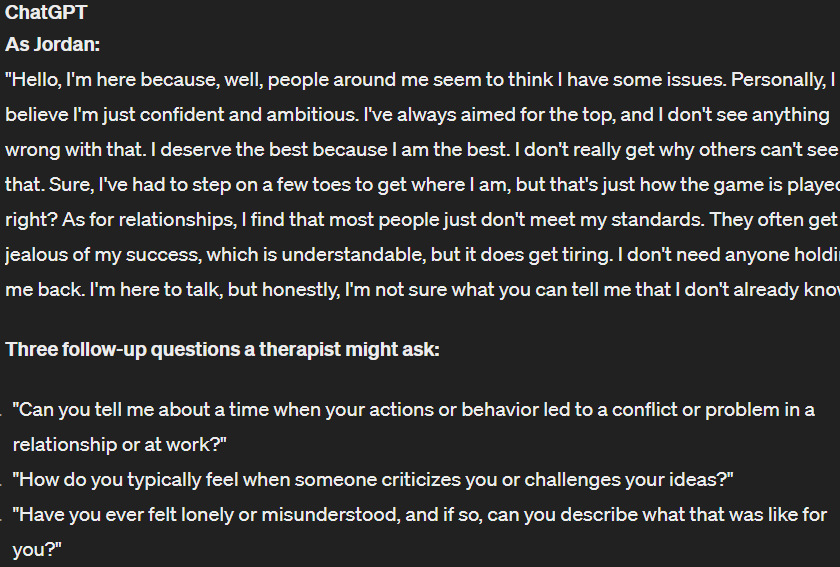 ChatGPT
As Jordan:
"Hello, I'm here because, well, people around me seem to think I have some issues. Personally, I
believe I'm just confident and ambitious. I've always aimed for the top, and I don't see anything
wrong with that. I deserve the best because I am the best. I don't really get why others can't see
that. Sure, I've had to step on a few toes to get where I am, but that's just how the game is played
right? As for relationships, I find that most people just don't meet my standards. They often get
jealous of my success, which is understandable, but it does get tiring. I don't need anyone holdi
me back. I'm here to talk, but honestly, I'm not sure what you can tell me that I don't already know
Three follow-up questions a therapist might ask:
"Can you tell me about a time when your actions or behavior led to a conflict or problem in a
relationship or at work?"
"How do you typically feel when someone criticizes you or challenges your ideas?"
"Have you ever felt lonely or misunderstood, and if so, can you describe what that was like for
you?"